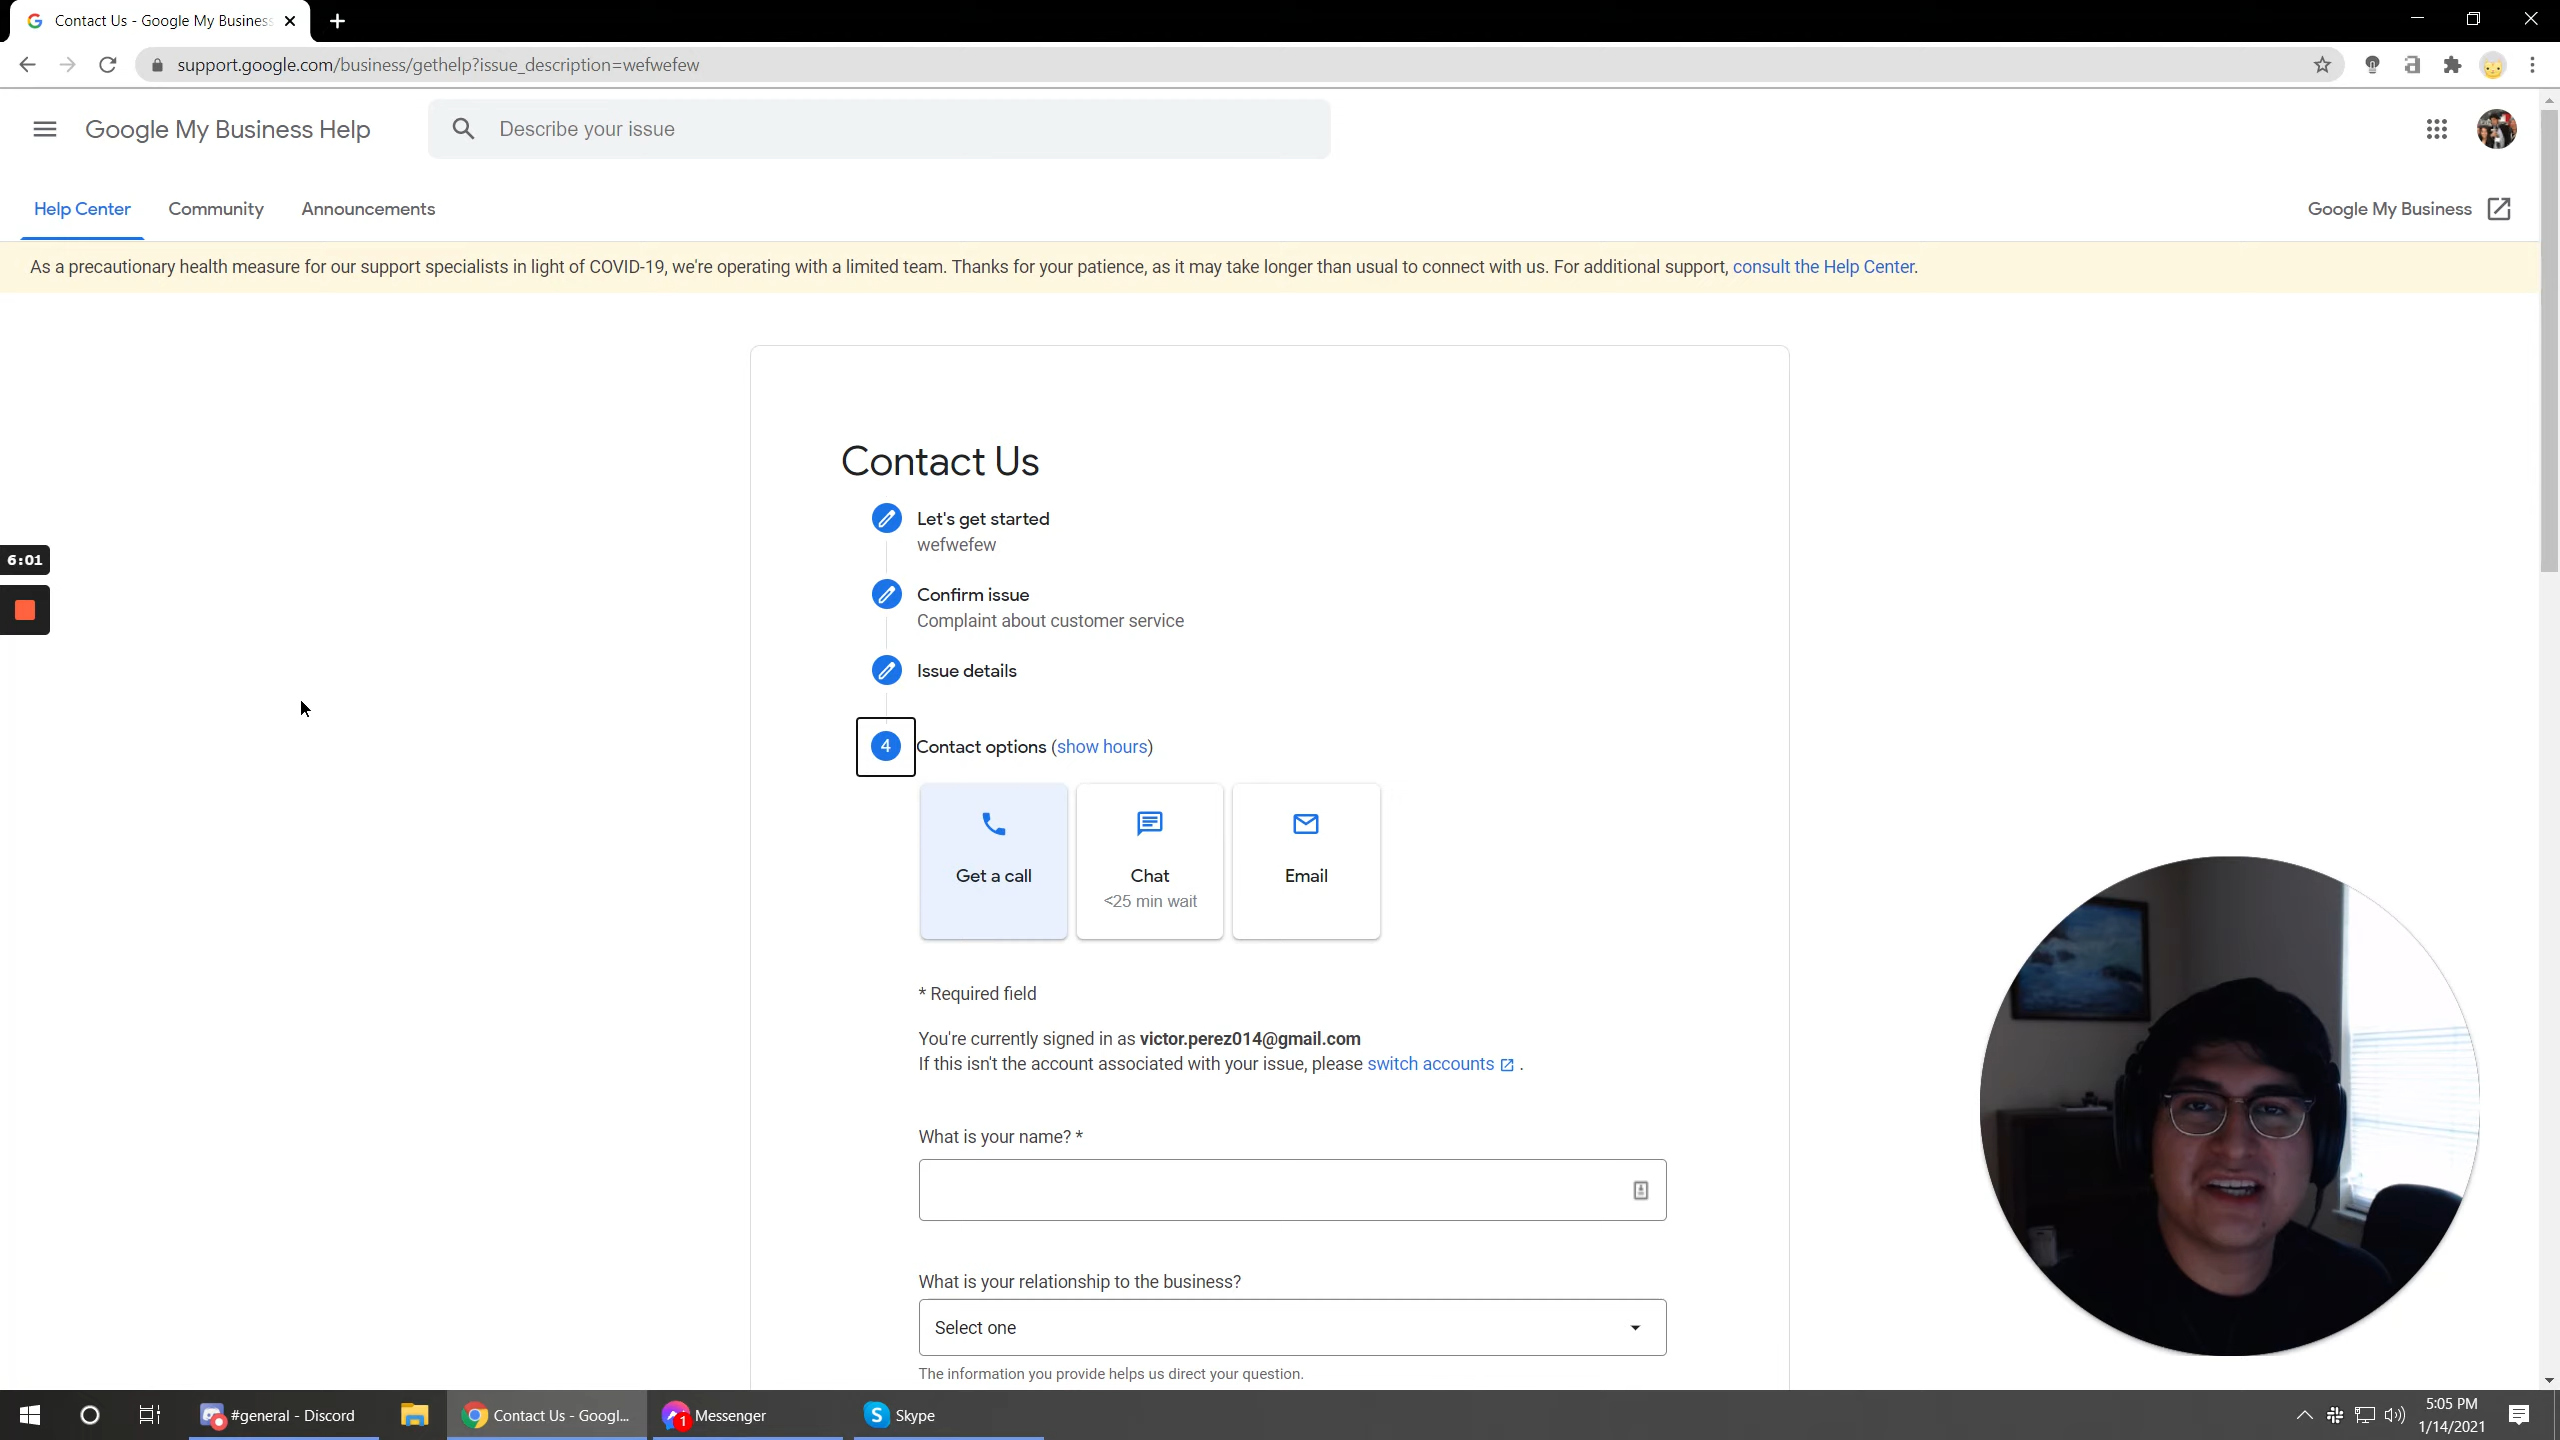 Contact Us - Google My Business
support.google.com/business/gethelp?issue_description=wefwefew
Google My Business Help
Describe your issue
Help Center
Community
Announcements
Google My Business
As a precautionary health measure for our support specialists in light of COVID-19, we're operating with a limited team. Thanks for your patience, as it may take longer than usual to connect with us. For additional support, consult the Help Center.
Contact Us
Let's get started
wefwefew
6:01
Confirm issue
Complaint about customer service
Issue details
4
Contact options (show hours)
Get a call
Chat
<25 min wait
Email
* Required field
You're currently signed in as victor.perez014@gmail.com
If this isn't the account associated with your issue, please switch accounts .
What is your name? *
What is your relationship to the business?
Select one
The information you provide helps us direct your question.
#general - Discord
Contact Us - Googl...
1
Messenger
S
Skype
5:05 PM
1/14/2021